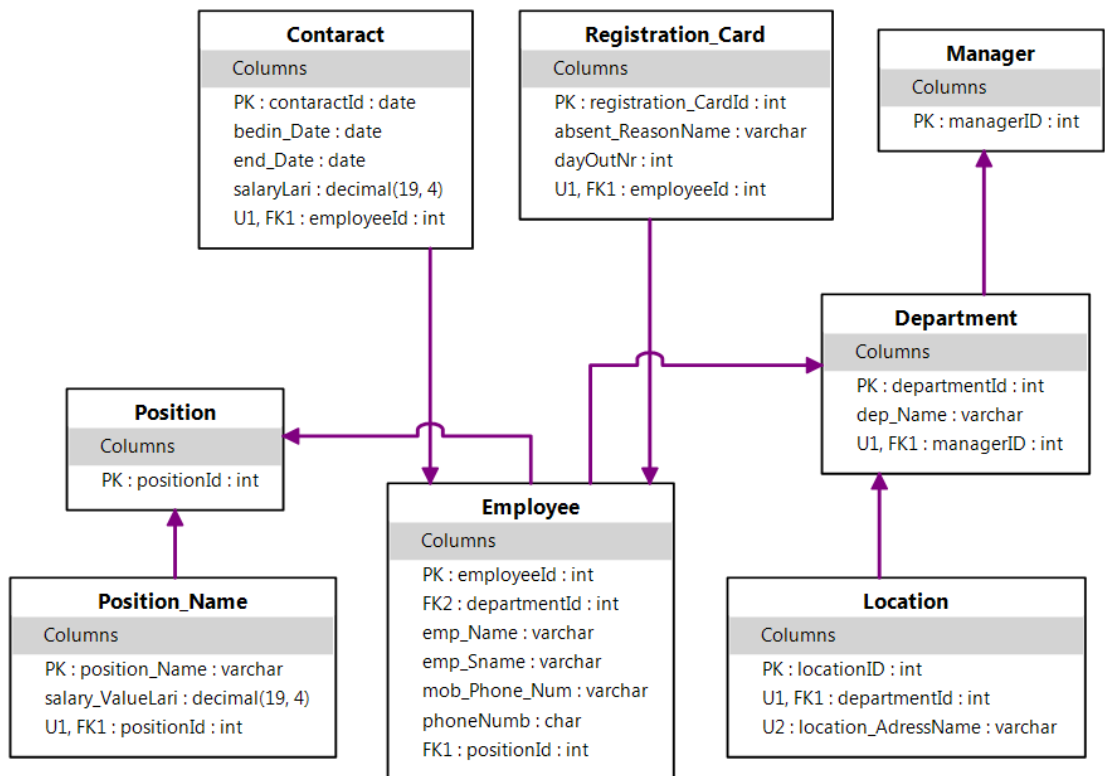 Contaract
Columns
PK : contaractId : date
bedin_Date : date
end_Date : date
salaryLari : decimal(19, 4)
U1, FK1 : employeeId : int
Registration_Card
Columns
PK : registration_CardId : int
absent_ReasonName : varchar
dayOutNr : int
U1, FK1 : employeeId : int
Manager
Columns
PK : managerID : int
Department
Columns
PK : departmentId : int
dep_Name : varchar
U1, FK1 : managerID : int
Position
Columns
PK : positionId : int
Employee
Columns
PK : employeeId : int
FK2 : departmentId : int
emp_Name : varchar
emp_Sname : varchar
mob_Phone_Num : varchar
phoneNumb : char
FK1 : positionId : int
Position_Name
Columns
PK : position_Name : varchar
salary_ValueLari : decimal(19, 4)
U1, FK1 : positionId : int
Location
Columns
PK : locationID : int
U1, FK1 : departmentId : int
U2 : location_AdressName : varchar